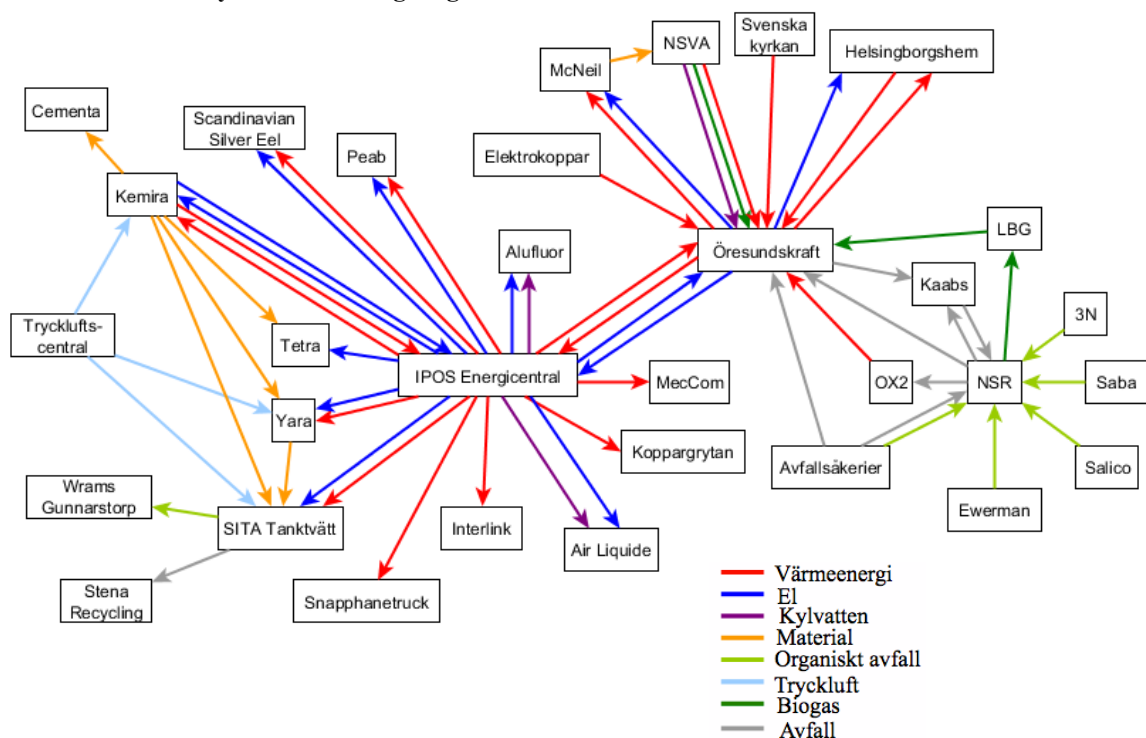 Svenska
kyrkan
NSVA
Helsingborgshem
McNeil
Cementa
Scandinavian
Silver Eel
Peab
Elektrokoppar
Kemira
Alufluor
Öresundskraft
LBG
Kaabs
3N
Trycklufts-
central
Tetra
IPOS Energicentral
MecCom
OX2
NSR
Saba
Yara
Koppargrytan
Avfallsäkerier
Salico
Wrams
Gunnarstorp
SITA Tanktvätt
Interlink
Air Liquide
Ewerman
Stena
Recycling
Snapphanetruck
Värmeenergi
El
Kylvatten
Material
Organiskt avfall
Tryckluft
Biogas
Avfall